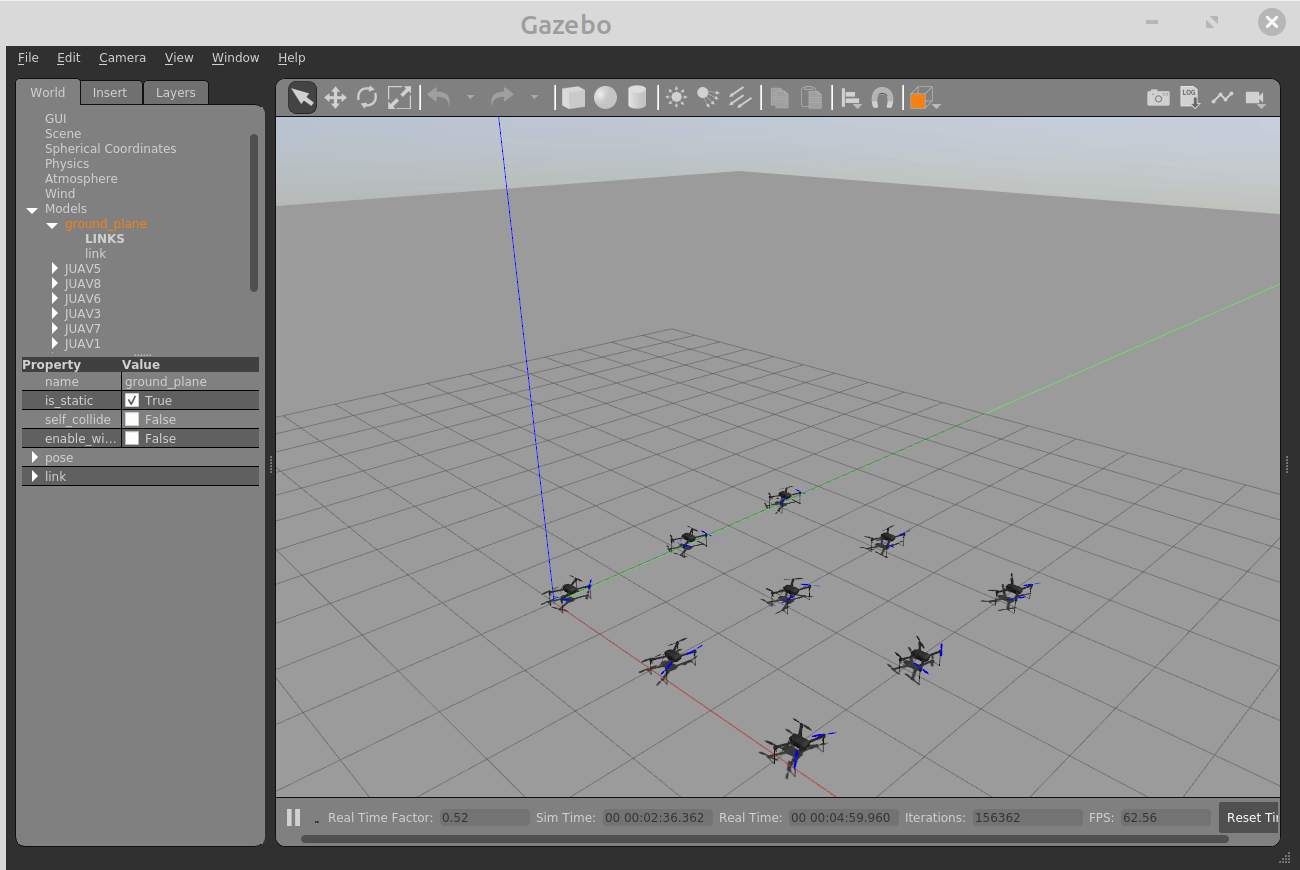 Gazebo
File Edit Camera View Window Help
World Insert Layers
LOG
GUI
Scene
Spherical Coordinates
Physics
Atmosphere
Wind
Models
ground_plane
LINKS
link
JUAV5
JUAV8
JUAV6
JUAV3
JUAV7
JUAV1
Property Value
name ground_plane
is_static True
self_collide False
enable_wi... False
pose
link
Real Time Factor: 0.52 Sim Time: 00 00:02:36.362 Real Time: 00 00:04:59.960 Iterations: 156362 FPS: 62.56 Reset Ti